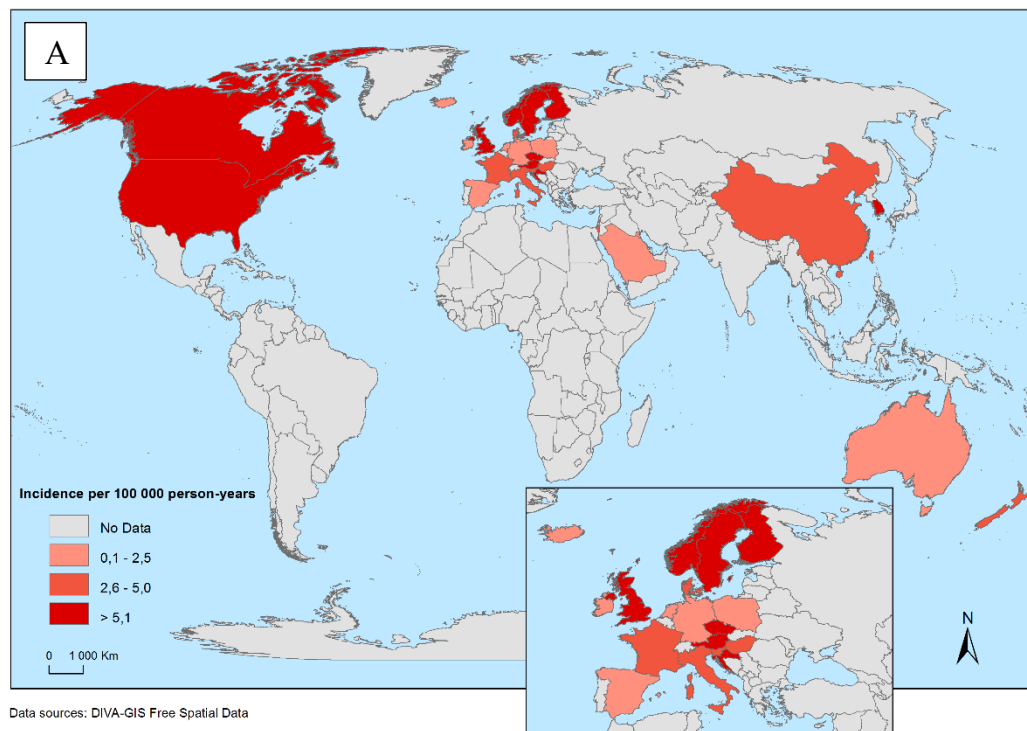 A
Incidence per 100 000 person-years
No Data
0,1 - 2,5
2,6 - 5,0
> 5,1
0 1 000 Km
N
Data sources: DIVA-GIS Free Spatial Data